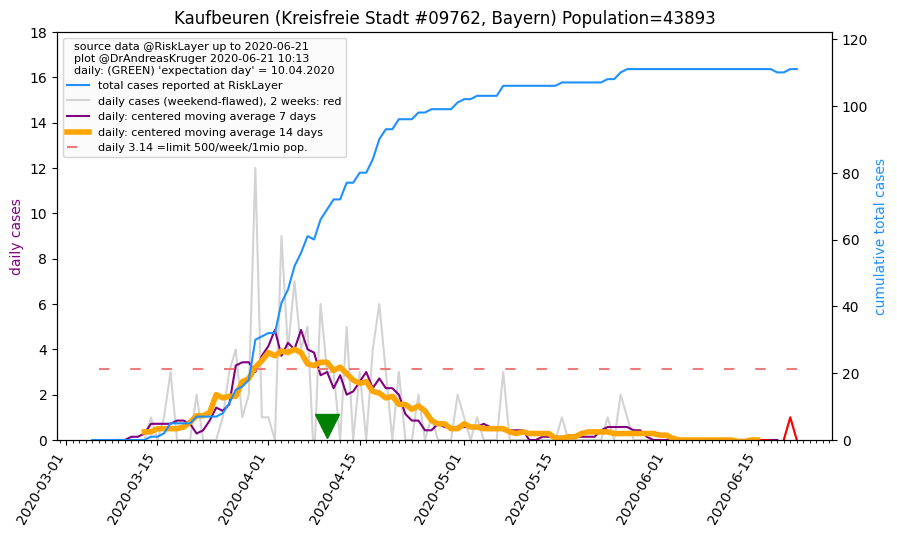 Kaufbeuren (Kreisfreie Stadt #09762, Bayern) Population=43893
source data @RiskLayer up to 2020-06-21
plot @DrAndreasKruger 2020-06-21 10:13
daily: (GREEN) 'expectation day' = 10.04.2020
total cases reported at RiskLayer
daily cases (weekend-flawed), 2 weeks: red
daily: centered moving average 7 days
daily: centered moving average 14 days
daily 3.14 =limit 500/week/1mio pop.
daily cases
18
16
14
12
10
8
6
4
2
0
cumulative total cases
120
100
80
60
40
20
0
2020-03-01
2020-03-15
2020-04-01
2020-04-15
2020-05-01
2020-05-15
2020-06-01
2020-06-15